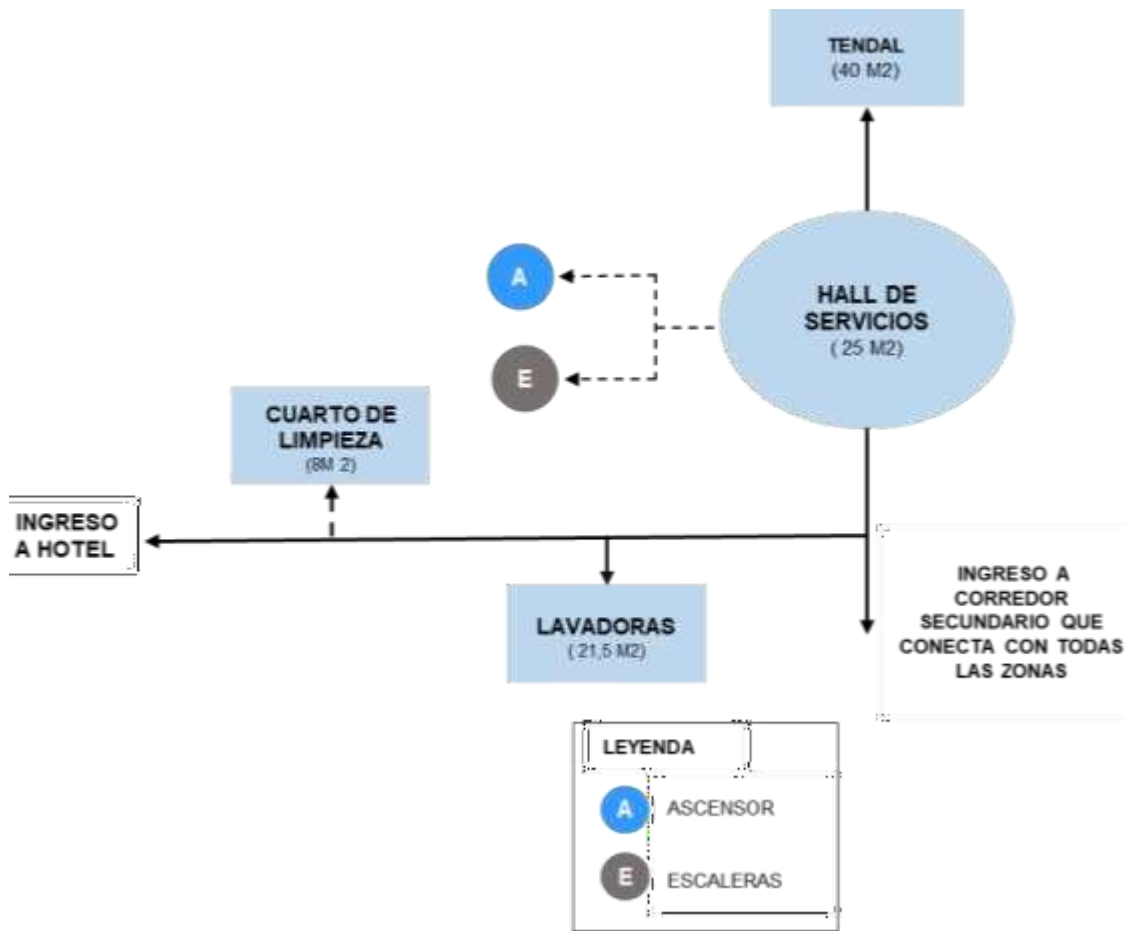 TENDAL
(40 M2)
HALL DE
SERVICIOS
( 25 M2)
A
E
CUARTO DE
LIMPIEZA
(8M 2)
INGRESO
A HOTEL
LAVADORAS
( 21,5 M2)
INGRESO A
CORREDOR
SECUNDARIO QUE
CONECTA CON TODAS
LAS ZONAS
LEYENDA
A ASCENSOR
E ESCALERAS